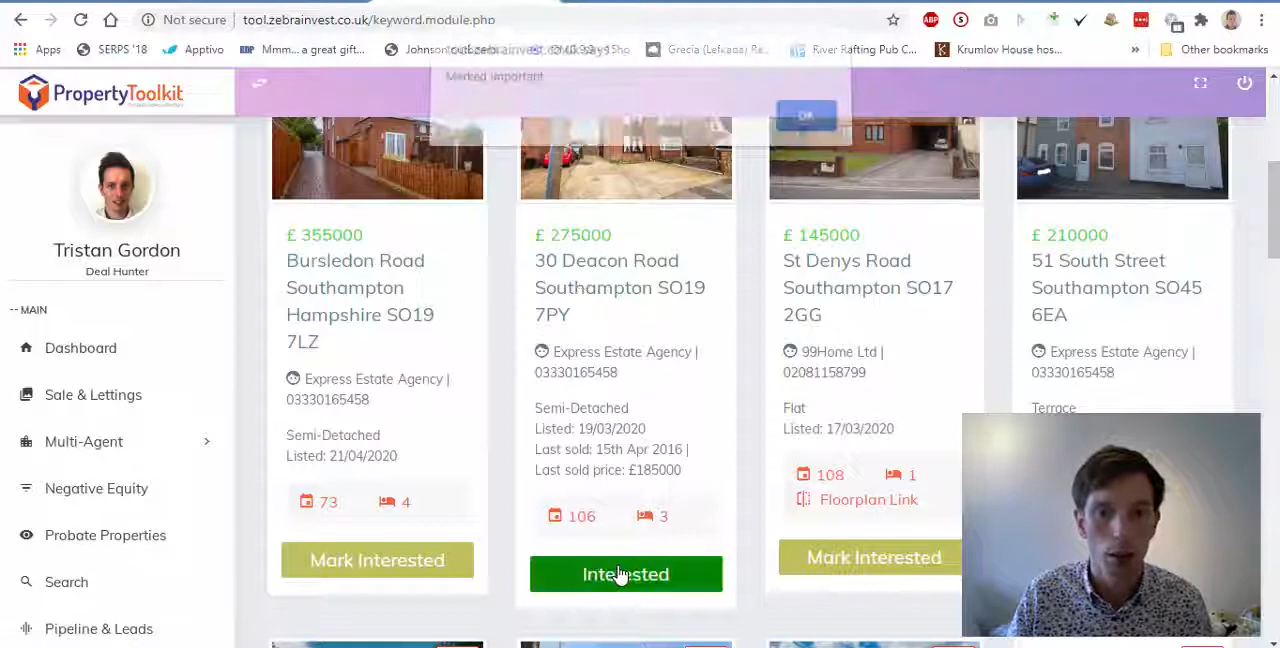 Not secure | tool.zebrainvest.co.uk/keyword.module.php
ABP
Apps SERPS '18 Apptivo Mmm... a great gift... Grecia (Lefkada) Re... River Rafting Pub C... Krumlov House hos... » Other bookmarks
Marked Important
OK
PropertyToolkit
Tristan Gordon
Deal Hunter
-- MAIN
Dashboard
Sale & Lettings
Multi-Agent
Negative Equity
Probate Properties
Search
Pipeline & Leads
£ 355000
Bursledon Road
Southampton
Hampshire SO19
7LZ
Express Estate Agency |
03330165458
Semi-Detached
Listed: 21/04/2020
73 4
Mark Interested
£ 275000
30 Deacon Road
Southampton SO19
7PY
Express Estate Agency |
03330165458
Semi-Detached
Listed: 19/03/2020
Last sold: 15th Apr 2016 |
Last sold price: £185000
106 3
Interested
£ 145000
St Denys Road
Southampton SO17
2GG
99Home Ltd |
02081158799
Flat
Listed: 17/03/2020
108 1
Floorplan Link
Mark Interested
£ 210000
51 South Street
Southampton SO45
6EA
Express Estate Agency |
03330165458
Terrace